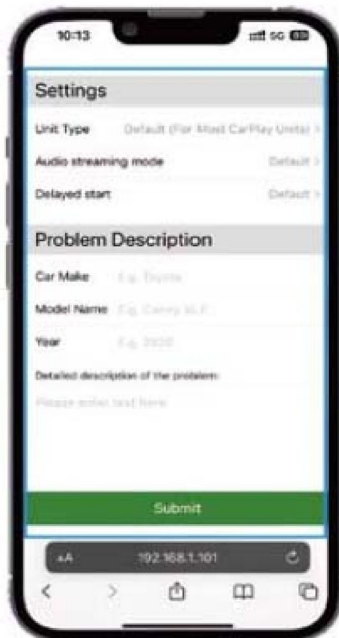 10:13 5G
Settings
Unit Type Default (For Most CarPlay Units) >
Audio streaming mode Default >
Delayed start Default >
Problem Description
Car Make E.g. Toyota
Model Name E.g. Camry XLE
Year E.g. 2020
Detailed description of the problem:
Please enter text here
Submit
AA 192.168.1.101